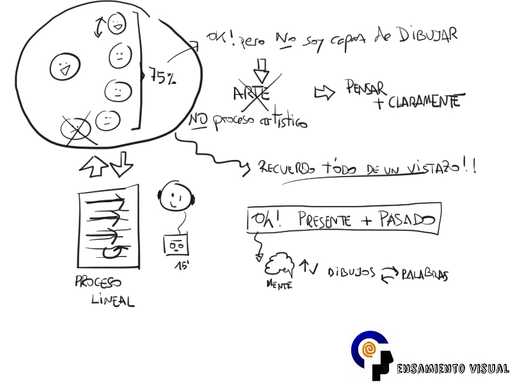 OK! pero NO soy capaz de DIBUJAR
75%
ARTE
PENSAR
+ CLARAMENTE
NO proceso artístico
RECUERDO TODO DE UN VISTAZO!!
Oh! PRESENTE + PASADO
15'
MENTE
DIBUJOS
PALABRAS
PROCESO
LINEAL
PENSAMIENTO VISUAL